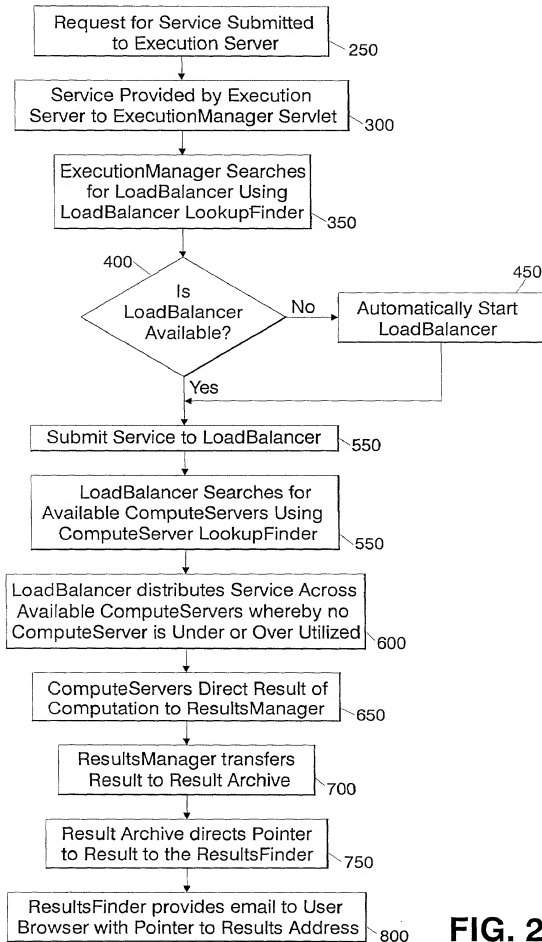 Request for Service Submitted
to Execution Server
250
Service Provided by Execution
Server to ExecutionManager Servlet
300
ExecutionManager Searches
for LoadBalancer Using
LoadBalancer LookupFinder
350
400
Is
LoadBalancer
Available?
No
450
Automatically Start
LoadBalancer
Yes
Submit Service to LoadBalancer
550
LoadBalancer Searches for
Available ComputeServers Using
ComputeServer LookupFinder
550
LoadBalancer distributes Service Across
Available ComputeServers whereby no
ComputeServer is Under or Over Utilized
600
ComputeServers Direct Result of
Computation to ResultsManager
650
ResultsManager transfers
Result to Result Archive
700
Result Archive directs Pointer
to Result to the ResultsFinder
750
ResultsFinder provides email to User
Browser with Pointer to Results Address
800
FIG. 2